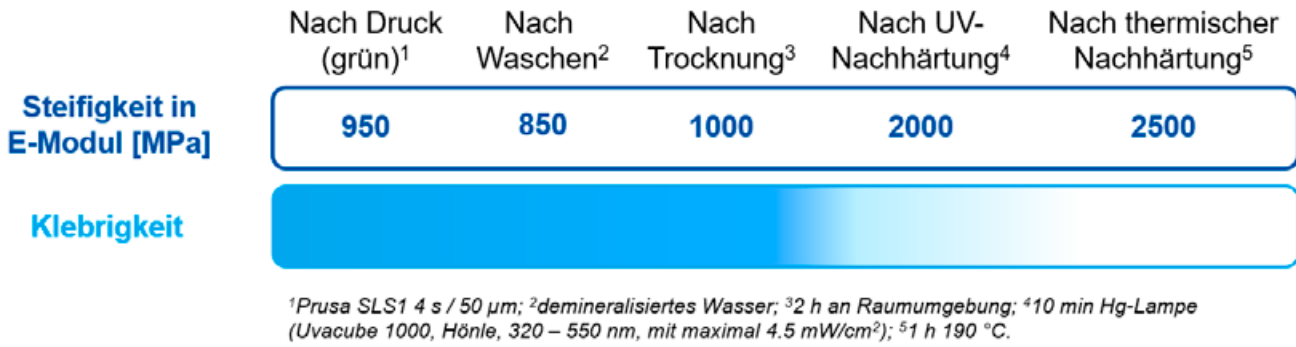 Nach Druck (grün)¹
Nach Waschen²
Nach Trocknung³
Nach UV-Nachhärtung⁴
Nach thermischer Nachhärtung⁵
Steifigkeit in E-Modul [MPa]
950 850 1000 2000 2500
Klebrigkeit
¹Prusa SLS1 4 s / 50 µm; ²demineralisiertes Wasser; ³2 h an Raumumgebung; ⁴10 min Hg-Lampe
(Uvacube 1000, Hönle, 320 – 550 nm, mit maximal 4.5 mW/cm²); ⁵1 h 190 °C.